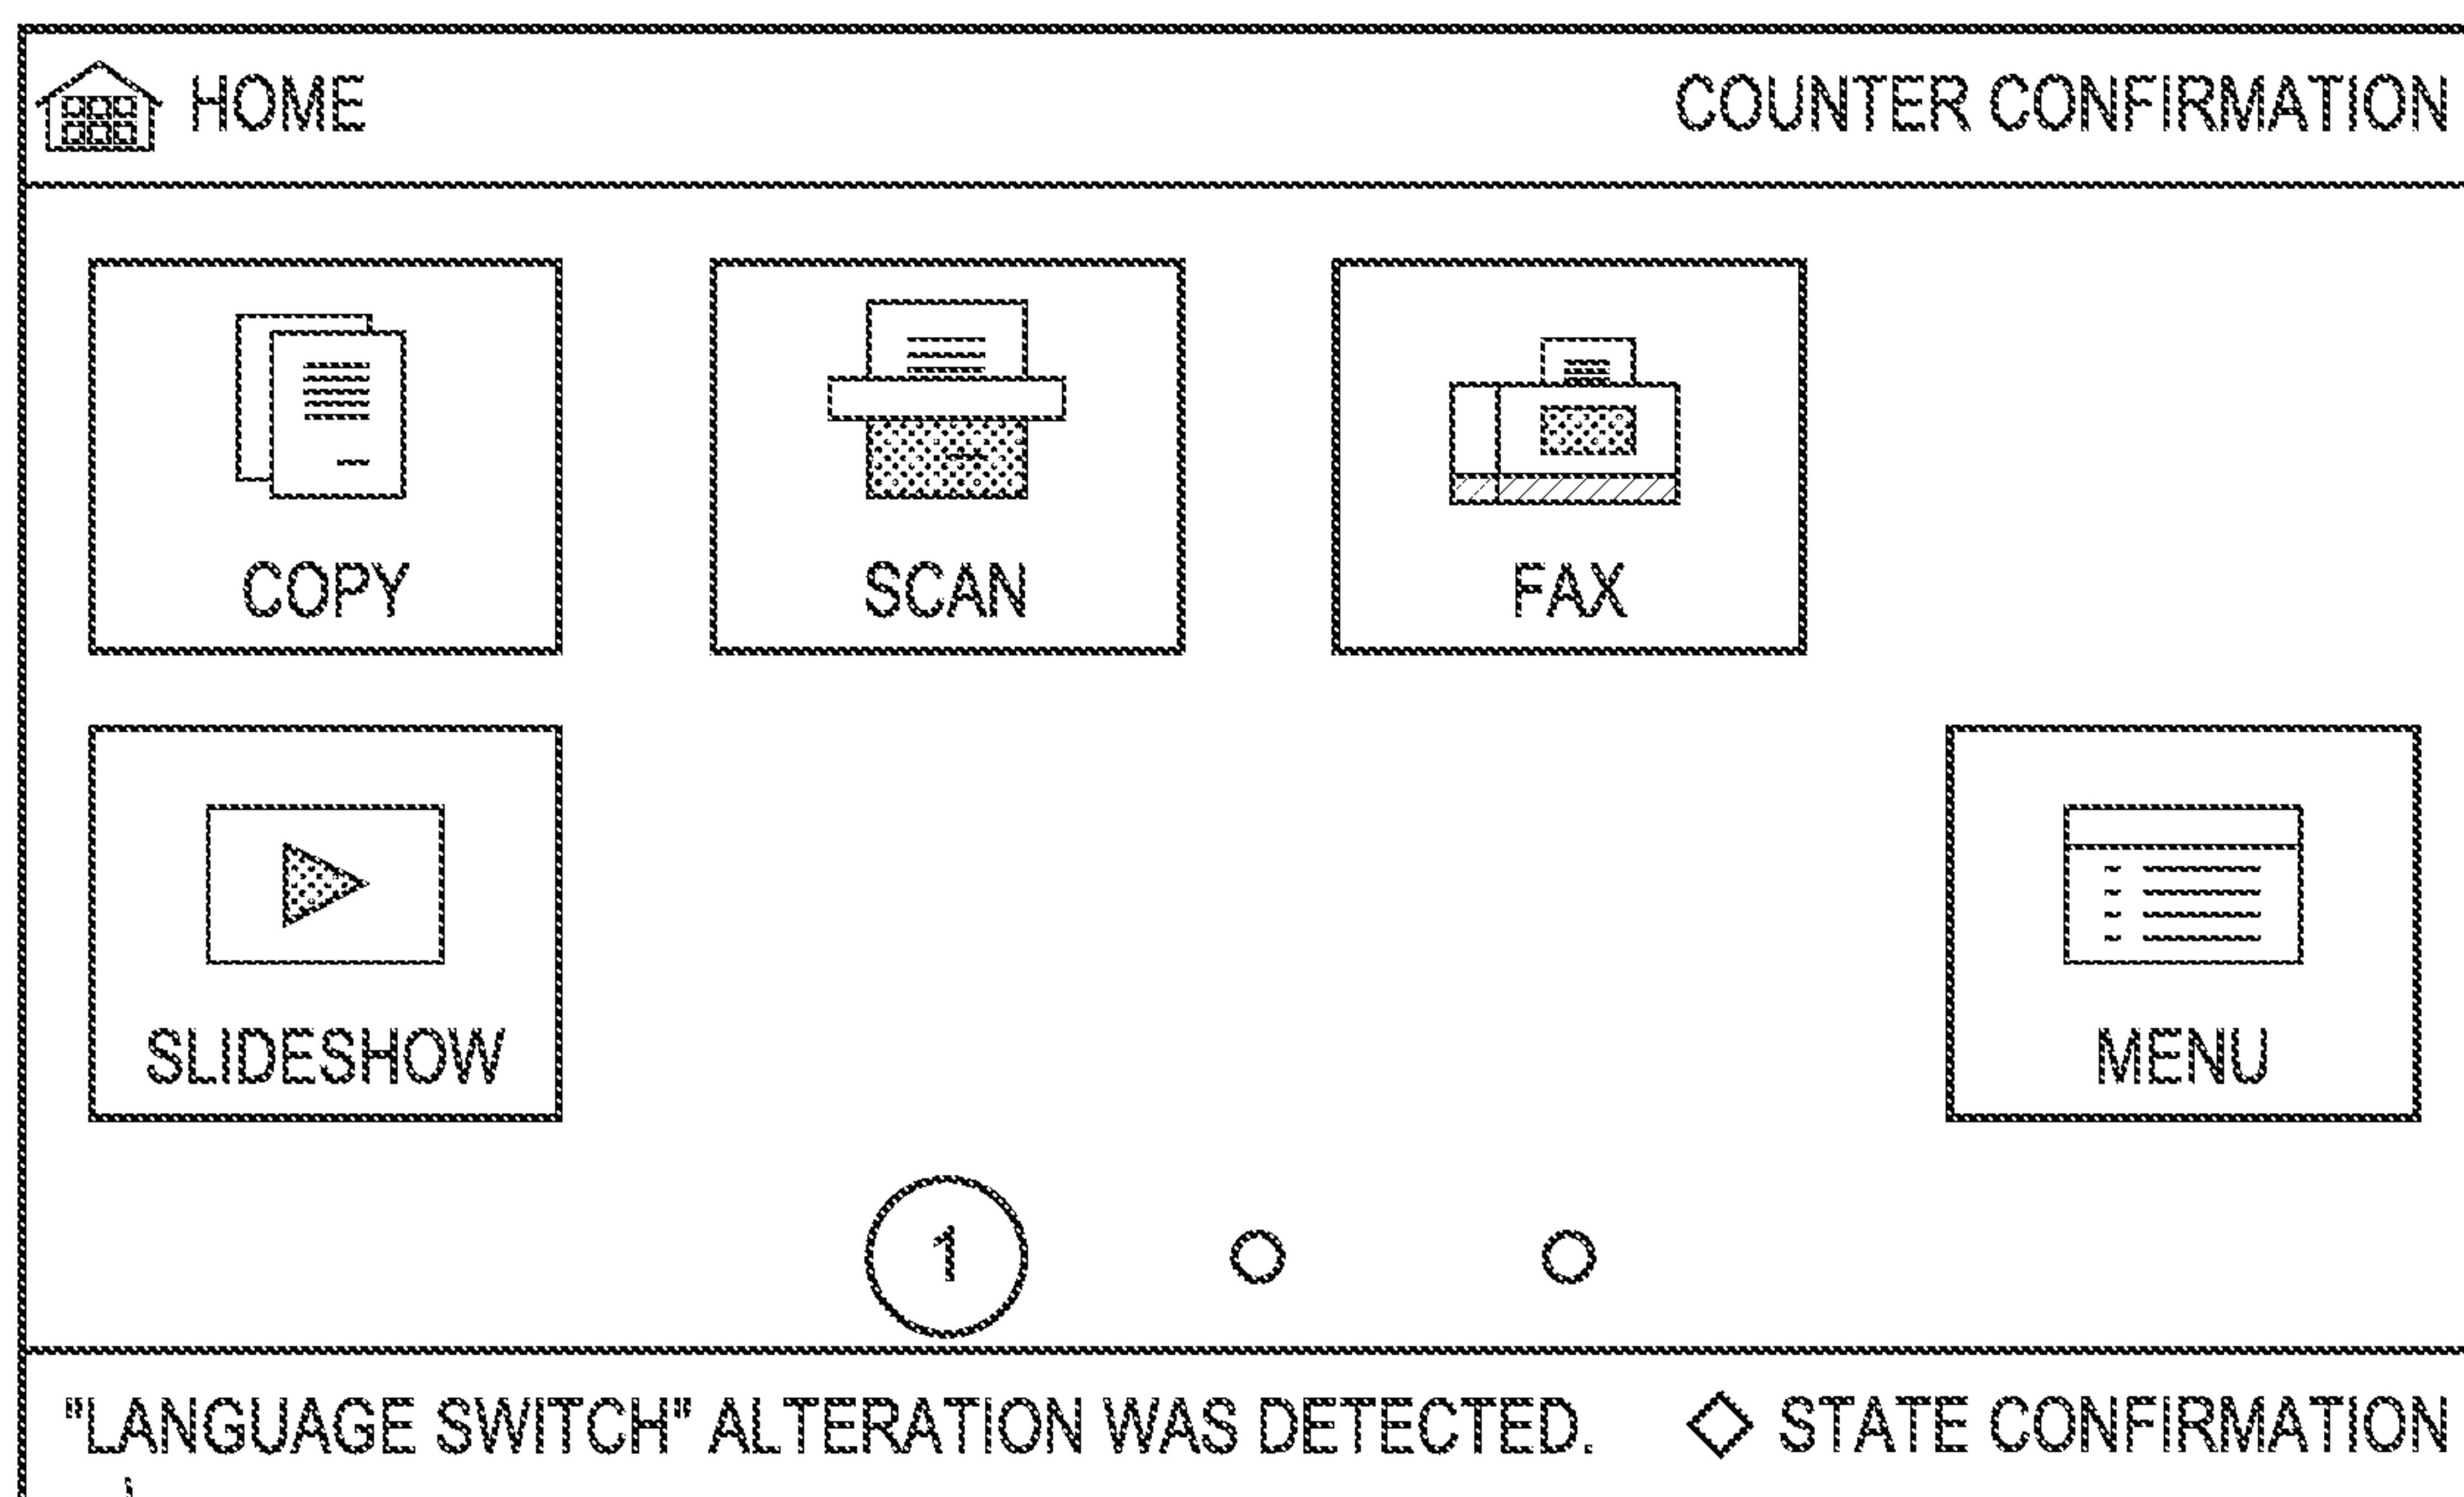 HOME COUNTER CONFIRMATION
COPY SCAN FAX
SLIDESHOW MENU
1
"LANGUAGE SWITCH" ALTERATION WAS DETECTED. STATE CONFIRMATION